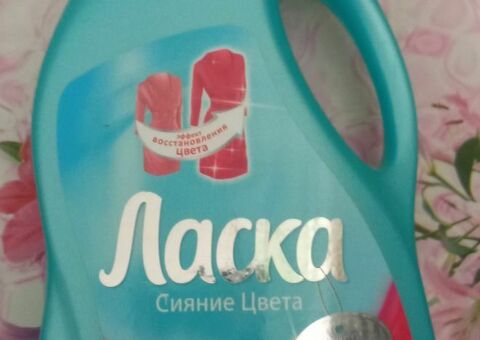 эффект
восстановления
цвета
Ласка
Сияние Цвета